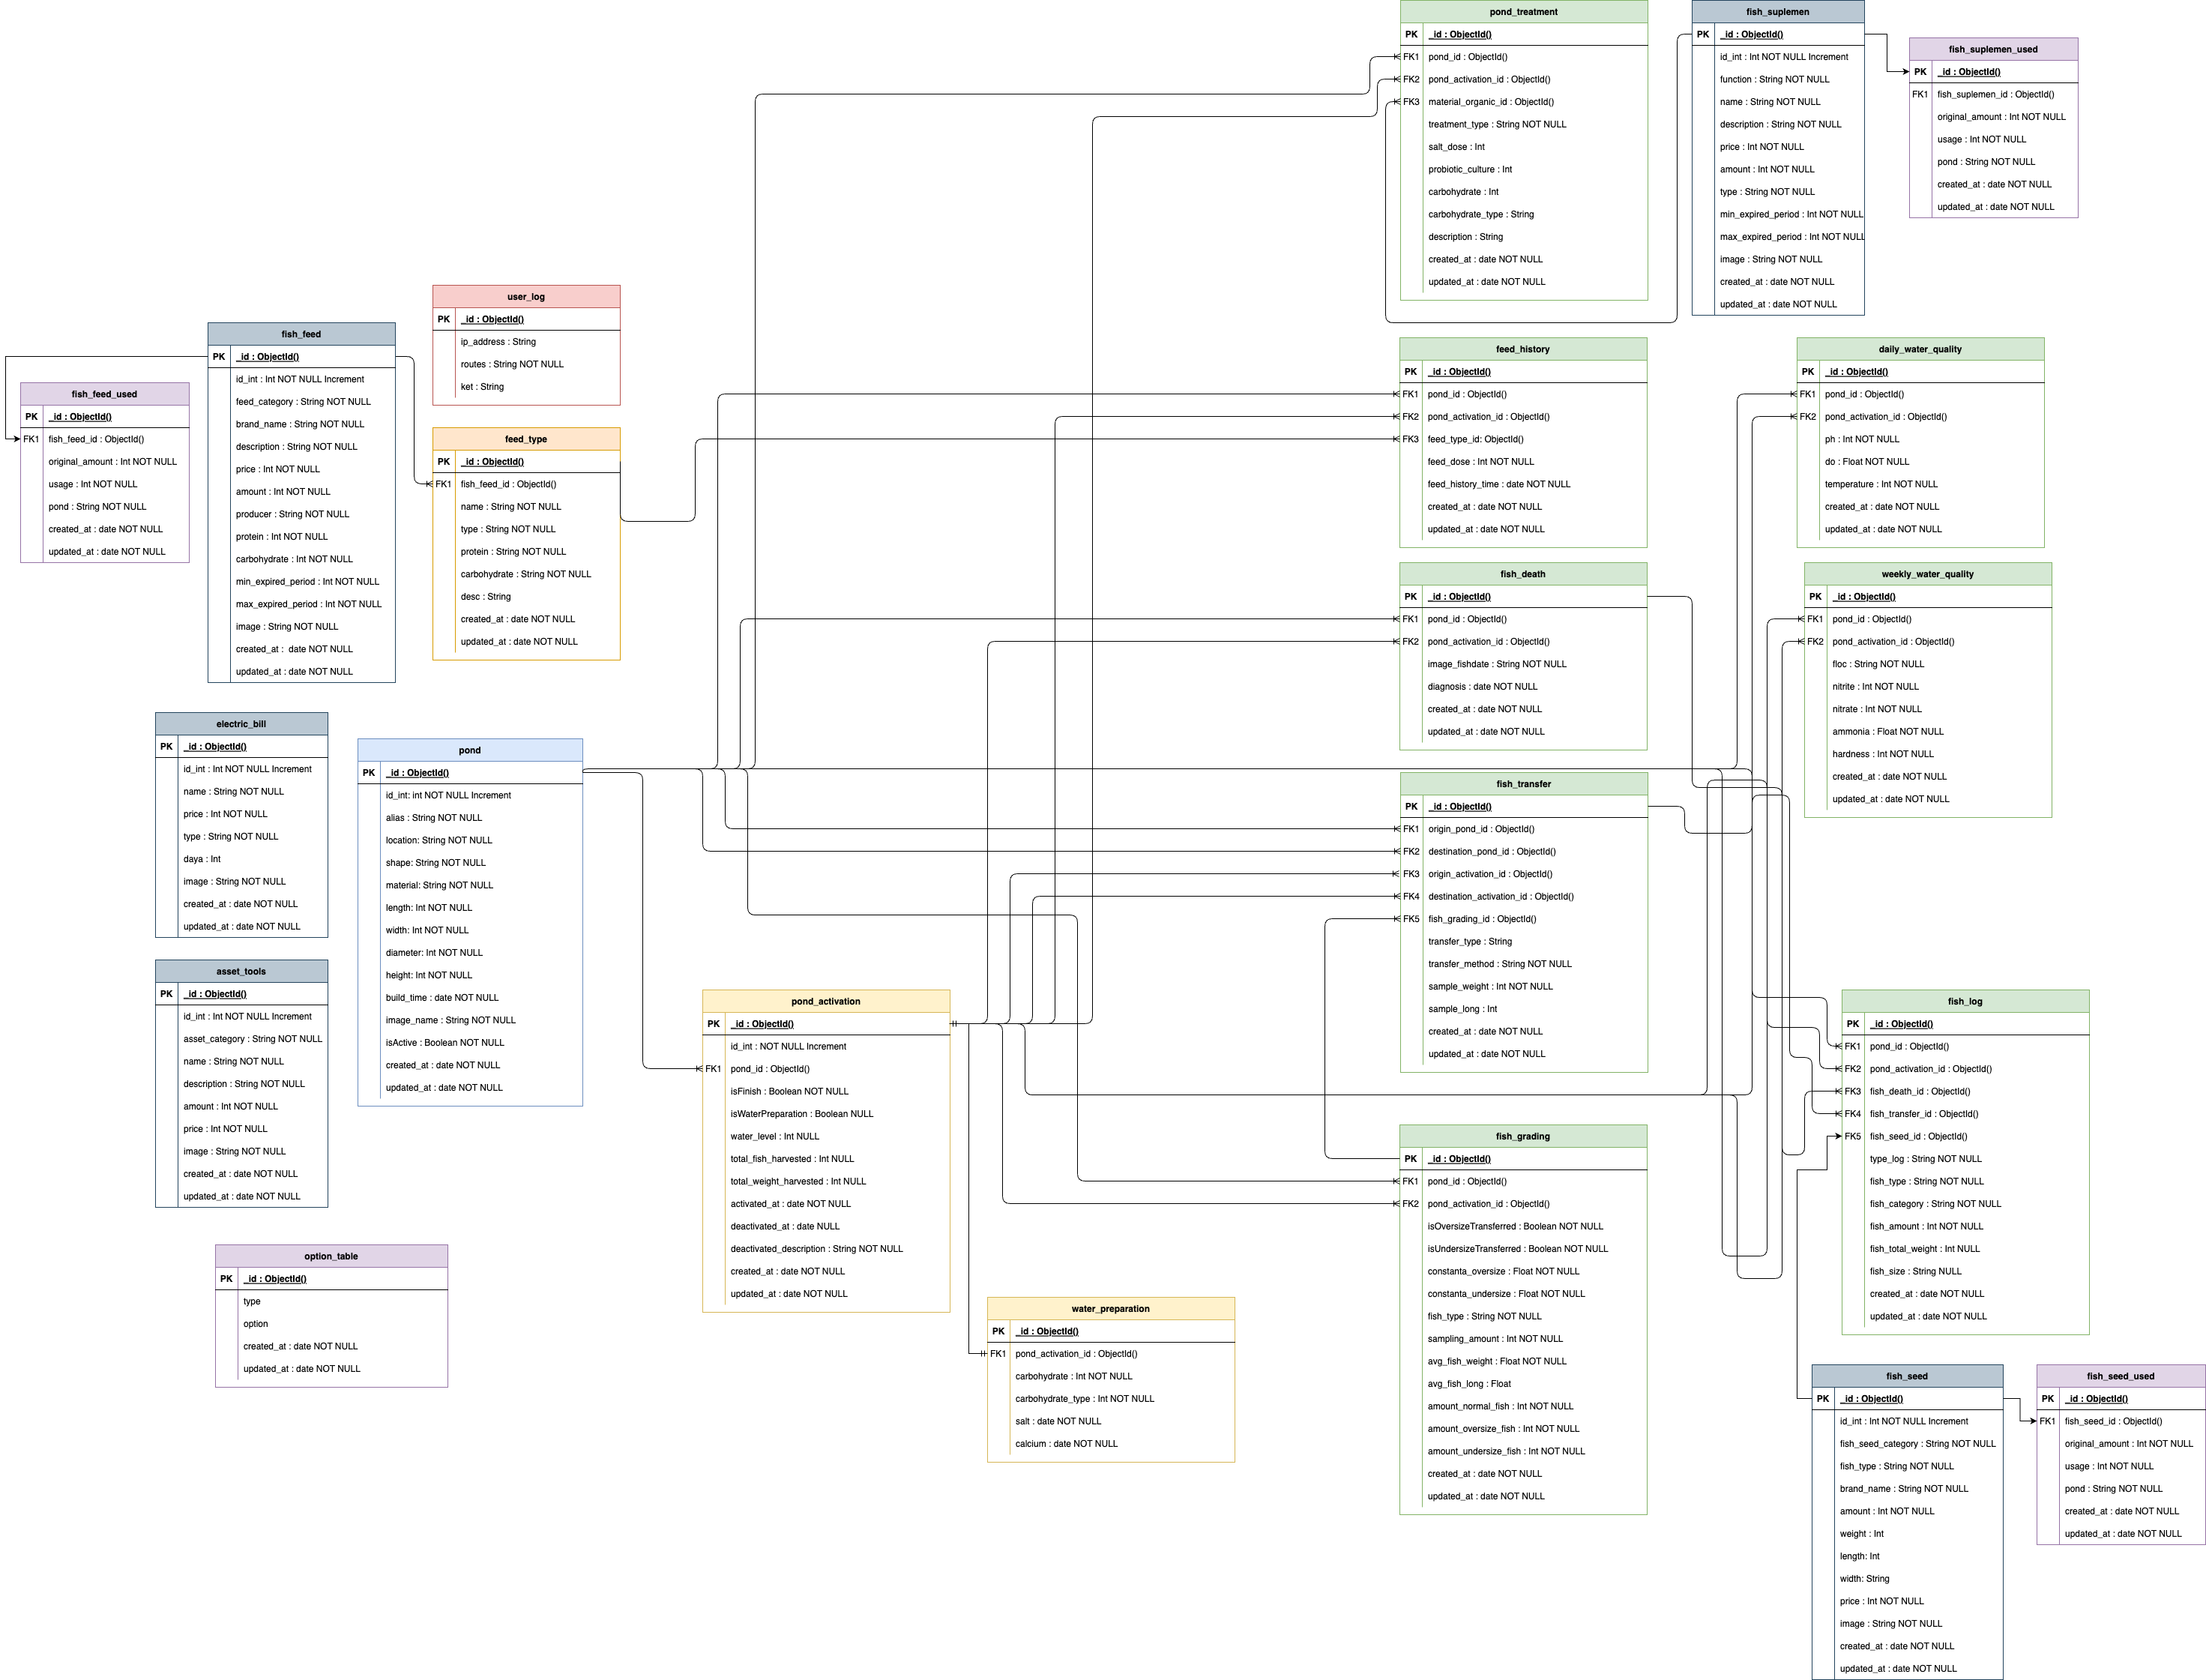 pond_treatment
PK _id : ObjectId()
FK1 pond_id : ObjectId()
FK2 pond_activation_id : ObjectId()
FK3 material_organic_id : ObjectId()
treatment_type : String NOT NULL
salt_dose : Int
probiotic_culture : Int
carbohydrate : Int
carbohydrate_type : String
description : String
created_at : date NOT NULL
updated_at : date NOT NULL
fish_suplemen
PK _id : ObjectId()
id_int : Int NOT NULL Increment
function : String NOT NULL
name : String NOT NULL
description : String NOT NULL
price : Int NOT NULL
amount : Int NOT NULL
type : String NOT NULL
min_expired_period : Int NOT NULL
max_expired_period : Int NOT NULL
image : String NOT NULL
created_at : date NOT NULL
updated_at : date NOT NULL
fish_suplemen_used
PK _id : ObjectId()
FK1 fish_suplemen_id : ObjectId()
original_amount : Int NOT NULL
usage : Int NOT NULL
pond : String NOT NULL
created_at : date NOT NULL
updated_at : date NOT NULL
user_log
PK _id : ObjectId()
ip_address : String
routes : String NOT NULL
ket : String
fish_feed
PK _id : ObjectId()
id_int : Int NOT NULL Increment
feed_category : String NOT NULL
brand_name : String NOT NULL
description : String NOT NULL
price : Int NOT NULL
amount : Int NOT NULL
producer : String NOT NULL
protein : Int NOT NULL
carbohydrate : Int NOT NULL
min_expired_period : Int NOT NULL
max_expired_period : Int NOT NULL
image : String NOT NULL
created_at :  date NOT NULL
updated_at : date NOT NULL
fish_feed_used
PK _id : ObjectId()
FK1 fish_feed_id : ObjectId()
original_amount : Int NOT NULL
usage : Int NOT NULL
pond : String NOT NULL
created_at : date NOT NULL
updated_at : date NOT NULL
feed_type
PK _id : ObjectId()
FK1 fish_feed_id : ObjectId()
name : String NOT NULL
type : String NOT NULL
protein : String NOT NULL
carbohydrate : String NOT NULL
desc : String
created_at : date NOT NULL
updated_at : date NOT NULL
feed_history
PK _id : ObjectId()
FK1 pond_id : ObjectId()
FK2 pond_activation_id : ObjectId()
FK3 feed_type_id: ObjectId()
feed_dose : Int NOT NULL
feed_history_time : date NOT NULL
created_at : date NOT NULL
updated_at : date NOT NULL
daily_water_quality
PK _id : ObjectId()
FK1 pond_id : ObjectId()
FK2 pond_activation_id : ObjectId()
ph : Int NOT NULL
do : Float NOT NULL
temperature : Int NOT NULL
created_at : date NOT NULL
updated_at : date NOT NULL
fish_death
PK _id : ObjectId()
FK1 pond_id : ObjectId()
FK2 pond_activation_id : ObjectId()
image_fishdate : String NOT NULL
diagnosis : date NOT NULL
created_at : date NOT NULL
updated_at : date NOT NULL
weekly_water_quality
PK _id : ObjectId()
FK1 pond_id : ObjectId()
FK2 pond_activation_id : ObjectId()
floc : String NOT NULL
nitrite : Int NOT NULL
nitrate : Int NOT NULL
ammonia : Float NOT NULL
hardness : Int NOT NULL
created_at : date NOT NULL
updated_at : date NOT NULL
electric_bill
PK _id : ObjectId()
id_int : Int NOT NULL Increment
name : String NOT NULL
price : Int NOT NULL
type : String NOT NULL
daya : Int
image : String NOT NULL
created_at : date NOT NULL
updated_at : date NOT NULL
pond
PK _id : ObjectId()
id_int: int NOT NULL Increment
alias : String NOT NULL
location: String NOT NULL
shape: String NOT NULL
material: String NOT NULL
length: Int NOT NULL
width: Int NOT NULL
diameter: Int NOT NULL
height: Int NOT NULL
build_time : date NOT NULL
image_name : String NOT NULL
isActive : Boolean NOT NULL
created_at : date NOT NULL
updated_at : date NOT NULL
fish_transfer
PK _id : ObjectId()
FK1 origin_pond_id : ObjectId()
FK2 destination_pond_id : ObjectId()
FK3 origin_activation_id : ObjectId()
FK4 destination_activation_id : ObjectId()
FK5 fish_grading_id : ObjectId()
transfer_type : String
transfer_method : String NOT NULL
sample_weight : Int NOT NULL
sample_long : Int
created_at : date NOT NULL
updated_at : date NOT NULL
asset_tools
PK _id : ObjectId()
id_int : Int NOT NULL Increment
asset_category : String NOT NULL
name : String NOT NULL
description : String NOT NULL
amount : Int NOT NULL
price : Int NOT NULL
image : String NOT NULL
created_at : date NOT NULL
updated_at : date NOT NULL
pond_activation
PK _id : ObjectId()
id_int : NOT NULL Increment
FK1 pond_id : ObjectId()
isFinish : Boolean NOT NULL
isWaterPreparation : Boolean NULL
water_level : Int NULL
total_fish_harvested : Int NULL
total_weight_harvested : Int NULL
activated_at : date NOT NULL
deactivated_at : date NULL
deactivated_description : String NOT NULL
created_at : date NOT NULL
updated_at : date NOT NULL
fish_log
PK _id : ObjectId()
FK1 pond_id : ObjectId()
FK2 pond_activation_id : ObjectId()
FK3 fish_death_id : ObjectId()
FK4 fish_transfer_id : ObjectId()
FK5 fish_seed_id : ObjectId()
type_log : String NOT NULL
fish_type : String NOT NULL
fish_category : String NOT NULL
fish_amount : Int NOT NULL
fish_total_weight : Int NULL
fish_size : String NULL
created_at : date NOT NULL
updated_at : date NOT NULL
fish_grading
PK _id : ObjectId()
FK1 pond_id : ObjectId()
FK2 pond_activation_id : ObjectId()
isOversizeTransferred : Boolean NOT NULL
isUndersizeTransferred : Boolean NOT NULL
constanta_oversize : Float NOT NULL
constanta_undersize : Float NOT NULL
fish_type : String NOT NULL
sampling_amount : Int NOT NULL
avg_fish_weight : Float NOT NULL
avg_fish_long : Float
amount_normal_fish : Int NOT NULL
amount_oversize_fish : Int NOT NULL
amount_undersize_fish : Int NOT NULL
created_at : date NOT NULL
updated_at : date NOT NULL
option_table
PK _id : ObjectId()
type
option
created_at : date NOT NULL
updated_at : date NOT NULL
water_preparation
PK _id : ObjectId()
FK1 pond_activation_id : ObjectId()
carbohydrate : Int NOT NULL
carbohydrate_type : Int NOT NULL
salt : date NOT NULL
calcium : date NOT NULL
fish_seed
PK _id : ObjectId()
id_int : Int NOT NULL Increment
fish_seed_category : String NOT NULL
fish_type : String NOT NULL
brand_name : String NOT NULL
amount : Int NOT NULL
weight : Int
length: Int
width: String
price : Int NOT NULL
image : String NOT NULL
created_at : date NOT NULL
updated_at : date NOT NULL
fish_seed_used
PK _id : ObjectId()
FK1 fish_seed_id : ObjectId()
original_amount : Int NOT NULL
usage : Int NOT NULL
pond : String NOT NULL
created_at : date NOT NULL
updated_at : date NOT NULL